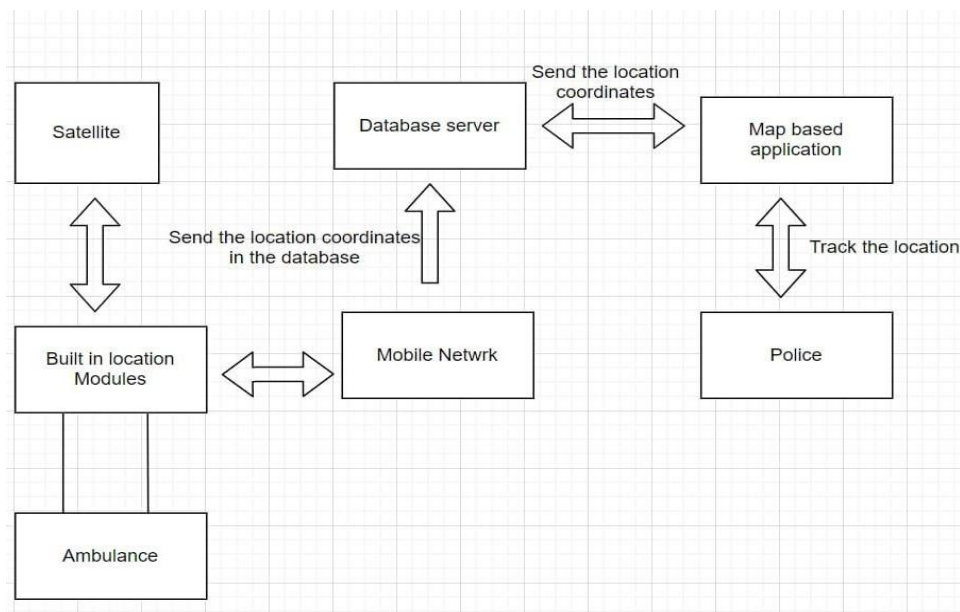 Satellite
Database server
Send the location
coordinates
Map based
application
Send the location coordinates
in the database
Track the location
Built in location
Modules
Mobile Netwrk
Police
Ambulance